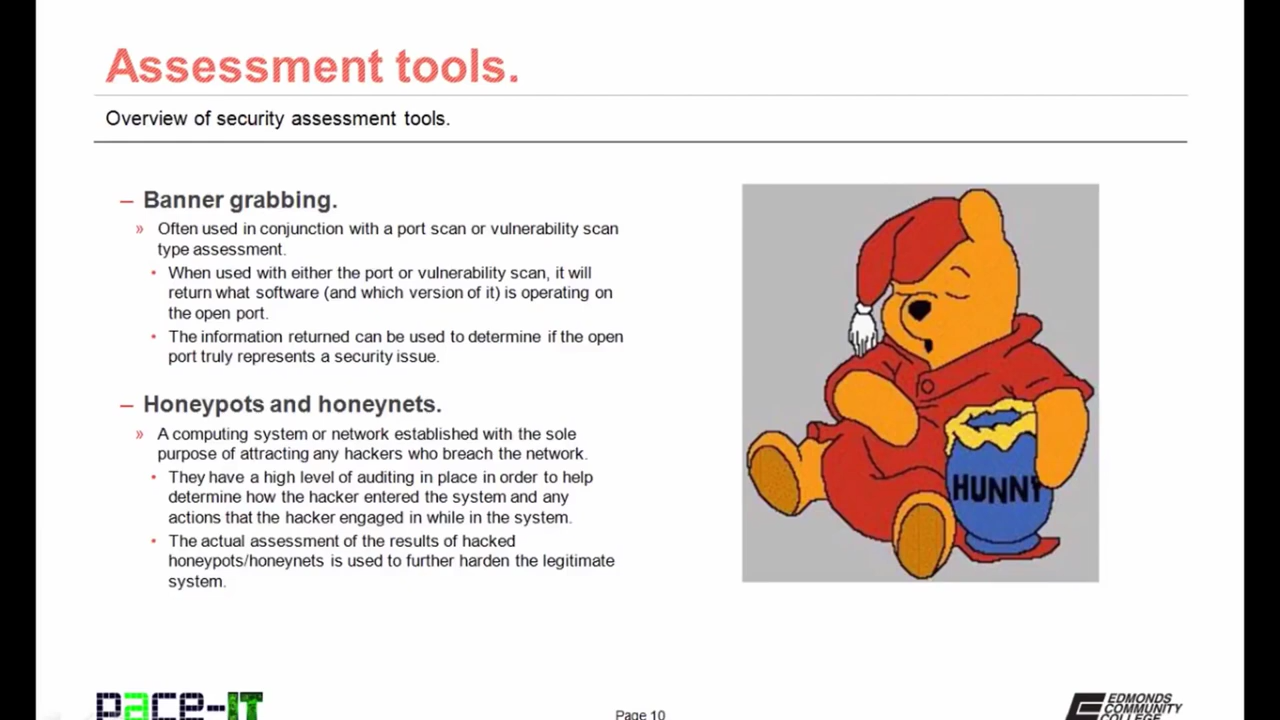 Assessment tools.
Overview of security assessment tools.
– Banner grabbing.
» Often used in conjunction with a port scan or vulnerability scan
type assessment.
• When used with either the port or vulnerability scan, it will
return what software (and which version of it) is operating on
the open port.
• The information returned can be used to determine if the open
port truly represents a security issue.
– Honeypots and honeynets.
» A computing system or network established with the sole
purpose of attracting any hackers who breach the network.
• They have a high level of auditing in place in order to help
determine how the hacker entered the system and any
actions that the hacker engaged in while in the system.
• The actual assessment of the results of hacked
honeypots/honeynets is used to further harden the legitimate
system.
HUNNY
pace-IT
Page 10
EDMONDS
COMMUNITY
COLLEGE